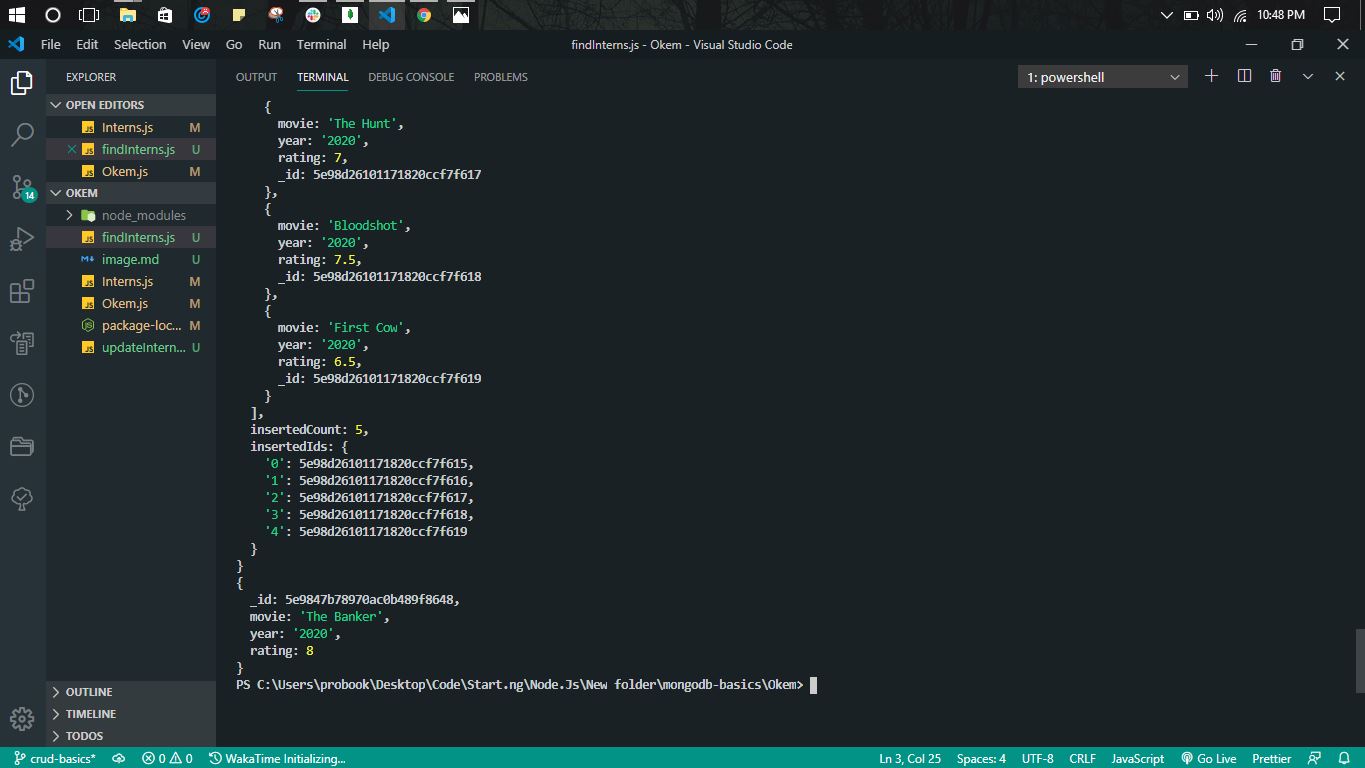 10:48 PM
File Edit Selection View Go Run Terminal Help
findInterns.js - Okem - Visual Studio Code
EXPLORER
OPEN EDITORS
Interns.js M
findInterns.js U
Okem.js M
OKEM
node_modules
findInterns.js U
image.md U
Interns.js M
Okem.js M
package-loc... M
updateIntern... U
OUTLINE
TIMELINE
TODOS
14
OUTPUT TERMINAL DEBUG CONSOLE PROBLEMS
1: powershell
{
movie: 'The Hunt',
year: '2020',
rating: 7,
_id: 5e98d26101171820ccf7f617
},
{
movie: 'Bloodshot',
year: '2020',
rating: 7.5,
_id: 5e98d26101171820ccf7f618
},
{
movie: 'First Cow',
year: '2020',
rating: 6.5,
_id: 5e98d26101171820ccf7f619
}
],
insertedCount: 5,
insertedIds: {
'0': 5e98d26101171820ccf7f615,
'1': 5e98d26101171820ccf7f616,
'2': 5e98d26101171820ccf7f617,
'3': 5e98d26101171820ccf7f618,
'4': 5e98d26101171820ccf7f619
}
}
{
_id: 5e9847b78970ac0b489f8648,
movie: 'The Banker',
year: '2020',
rating: 8
}
PS C:\Users\probook\Desktop\Code\Start.ng\Node.Js\New folder\mongodb-basics\Okem>
crud-basics* 0 0 WakaTime Initializing... Ln 3, Col 25 Spaces: 4 UTF-8 CRLF JavaScript Go Live Prettier